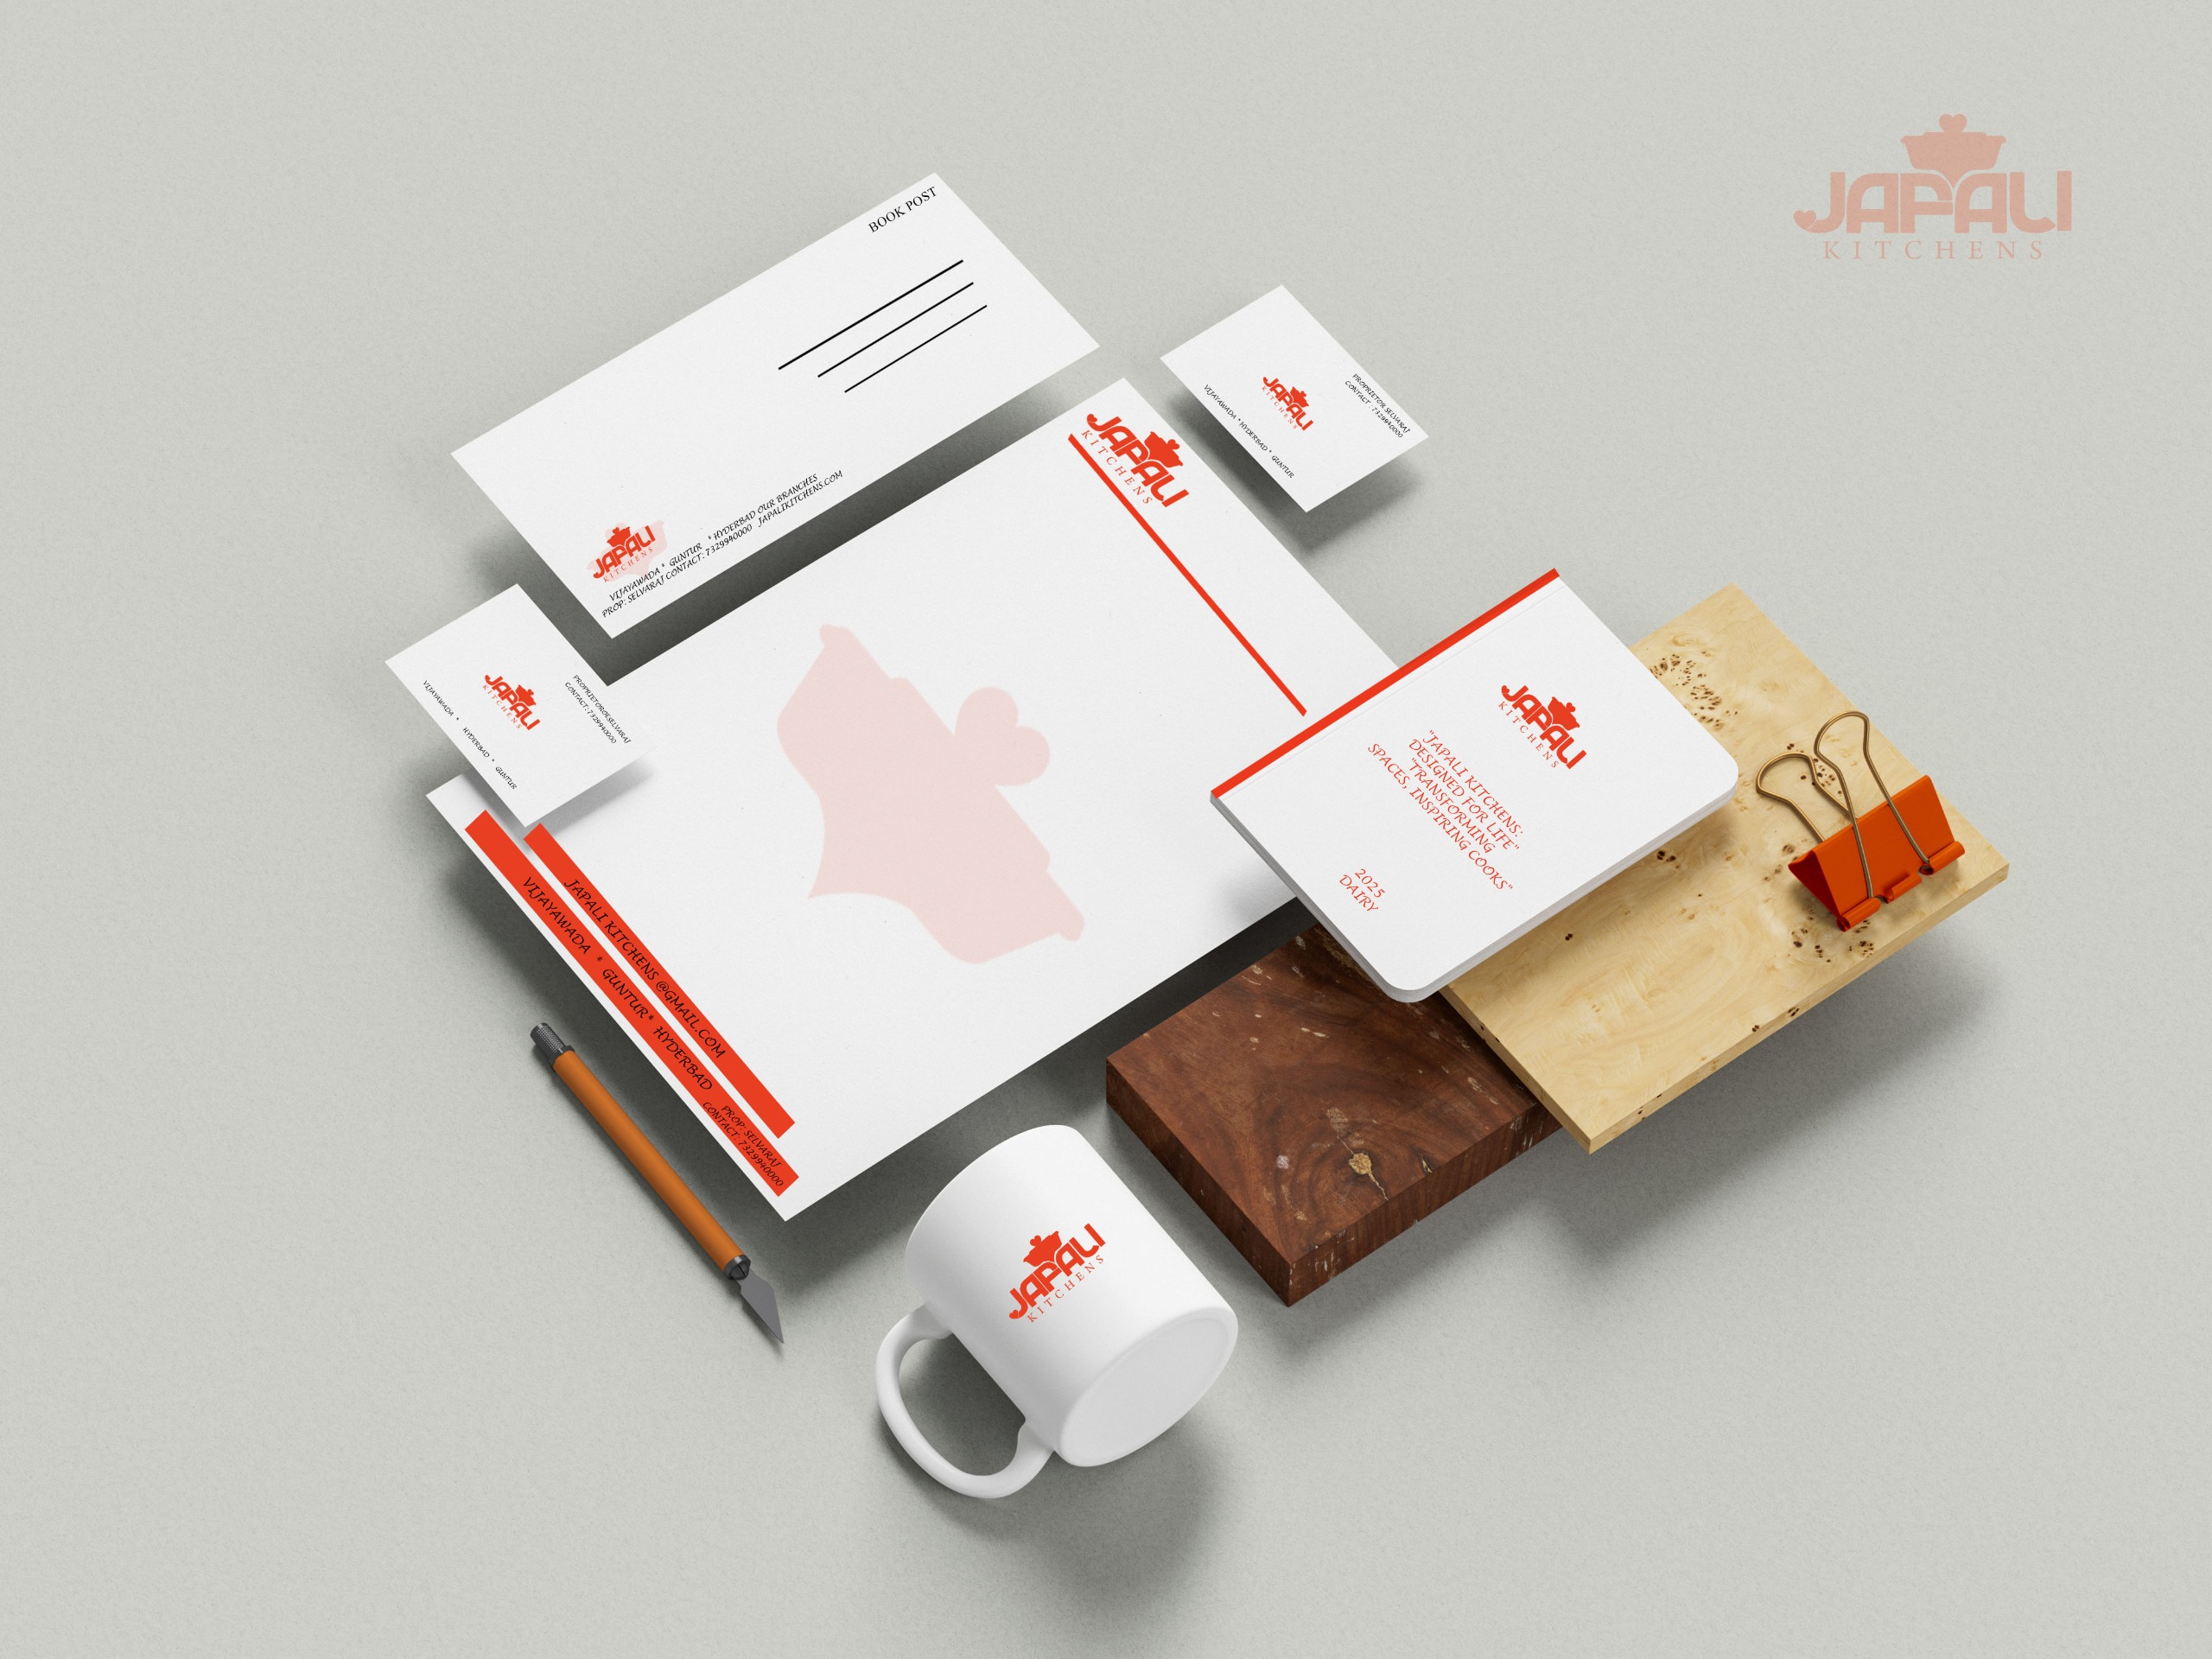 JAPALI
KITCHENS
BOOK POST
JAPALI
KITCHENS
VIJAYAWADA * GUNTUR * HYDERBAD OUR BRANCHES
PROP: SELVARAJ CONTACT: 7329940000 JAPALIKITCHENS.COM
PROPRIETOR SELVARAJ
CONTACT : 7329940000
JAPALI
KITCHENS
VIJAYAWADA * HYDERBAD * GUNTUR
JAPALI
KITCHENS
PROPRIETOR:SELVARAJ
CONTACT: 7329940000
JAPALI
KITCHENS
VIJAYAWADA * HYDERBAD * GUNTUR
JAPALI KITCHENS @GMAIL.COM
VIJAYAWADA * GUNTUR* HYDERBAD
PROP: SELVARAJ
CONTACT: 7329940000
JAPALI
KITCHENS
"JAPALI KITCHENS:
DESIGNED FOR LIFE"
"TRANSFORMING
SPACES, INSPIRING COOKS"
2025
DAIRY
JAPALI
KITCHENS